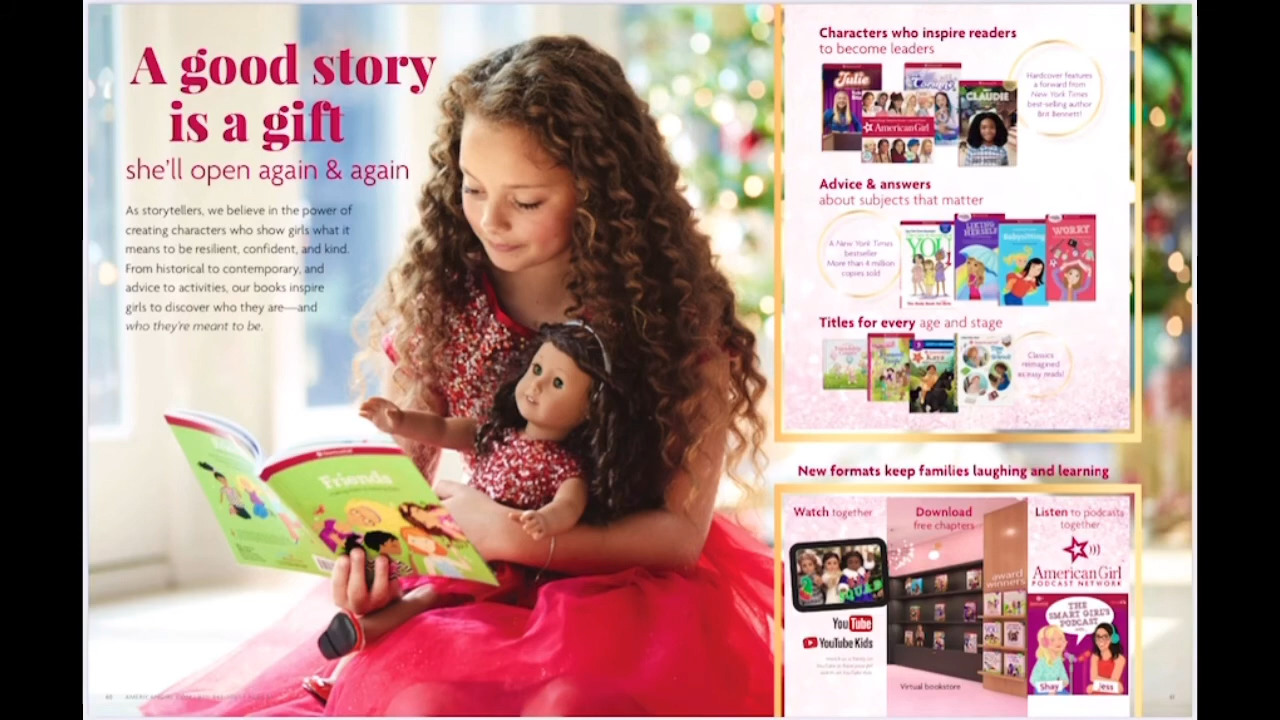 A good story
is a gift
she'll open again & again
As storytellers, we believe in the power of
creating characters who show girls what it
means to be resilient, confident, and kind.
From historical to contemporary, and
advice to activities, our books inspire
girls to discover who they are—and
who they're meant to be.
Friends
Characters who inspire readers
to become leaders
Julie
CLAUDIE
American Girl
Hardcover features
a forward from
New York Times
best-selling author
Brit Bennett!
Advice & answers
about subjects that matter
A New York Times
bestseller
More than 4 million
copies sold
YOU
LIKING
HERSELF
Babysitting
WORRY
Titles for every age and stage
Kaya
Classics
reimagined
as easy reads!
New formats keep families laughing and learning
Watch together
YouTube
YouTube Kids
Download
free chapters
award
winners
Virtual bookstore
Listen to podcasts
together
American Girl
PODCAST NETWORK
THE
SMART GIRL'S
PODCAST
Shay
Jess